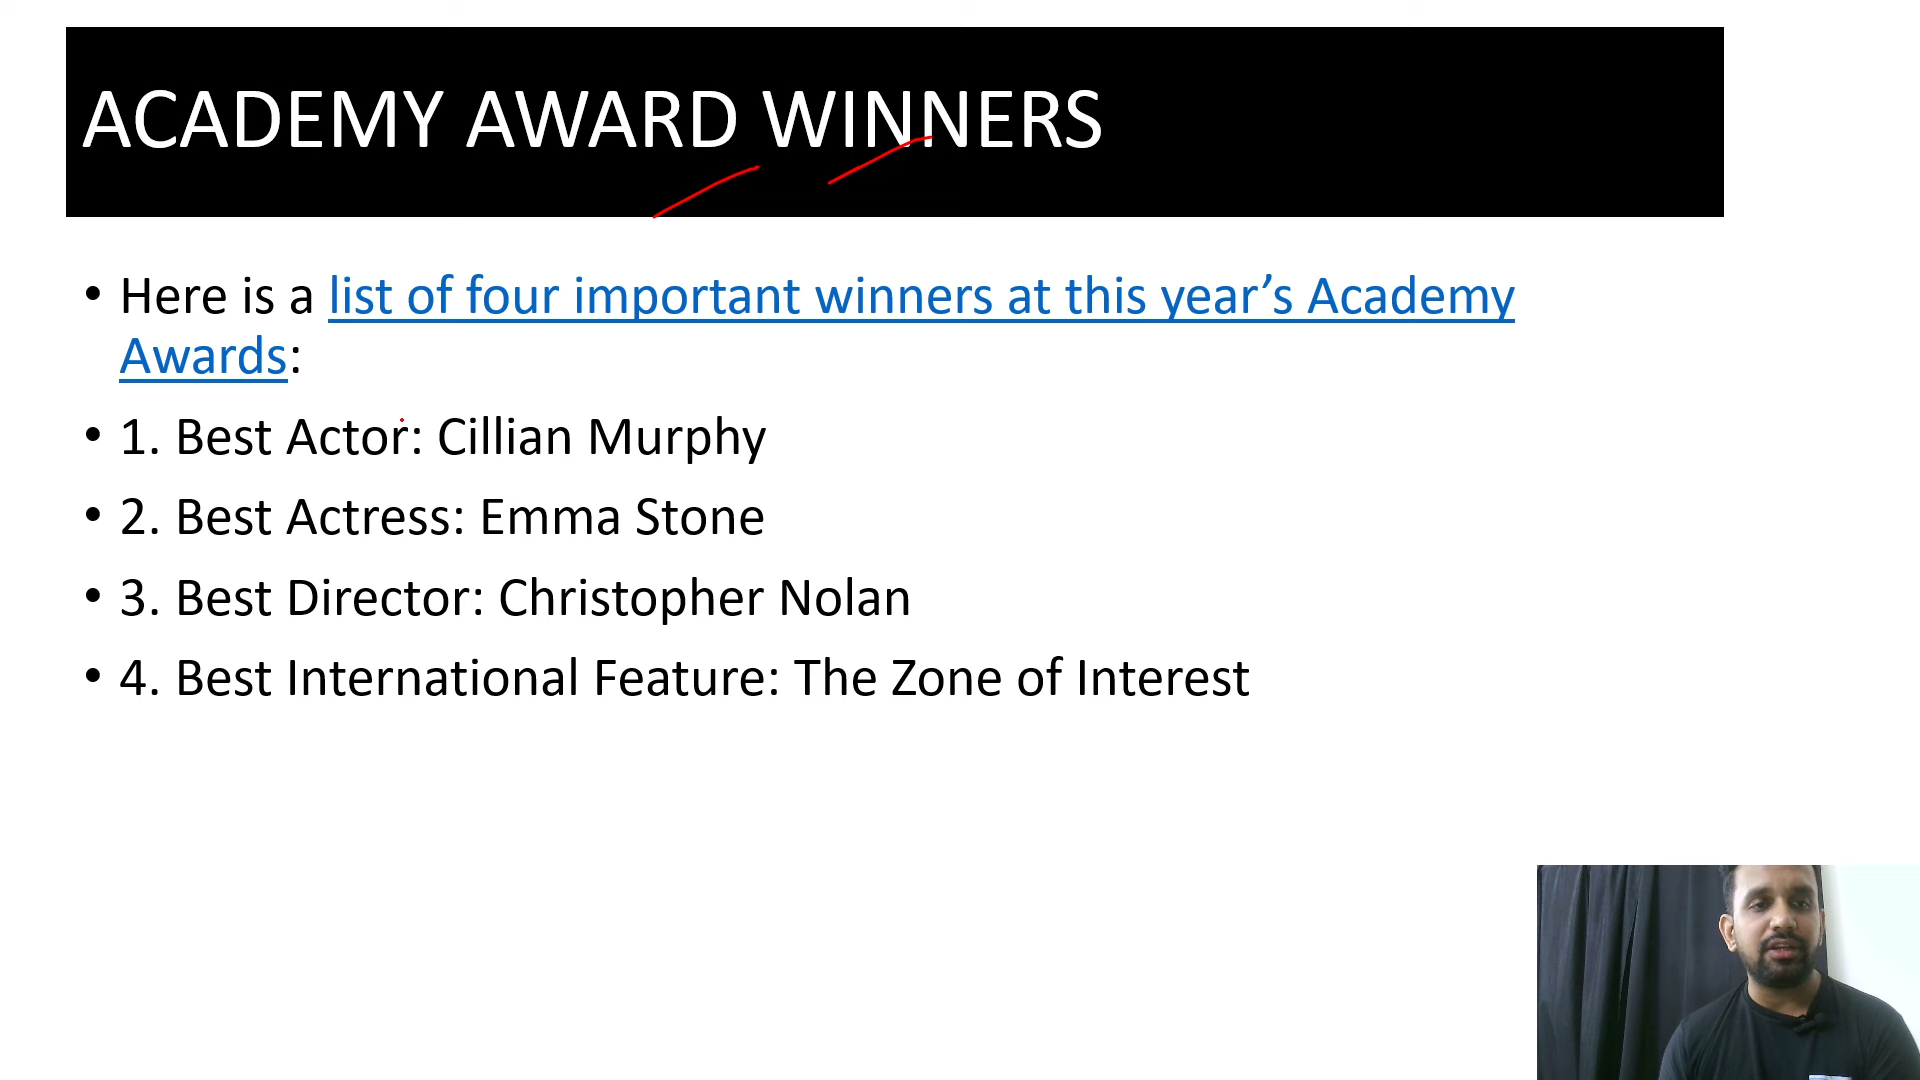 ACADEMY AWARD WINNERS
• Here is a list of four important winners at this year’s Academy
Awards:
• 1. Best Actor: Cillian Murphy
• 2. Best Actress: Emma Stone
• 3. Best Director: Christopher Nolan
• 4. Best International Feature: The Zone of Interest